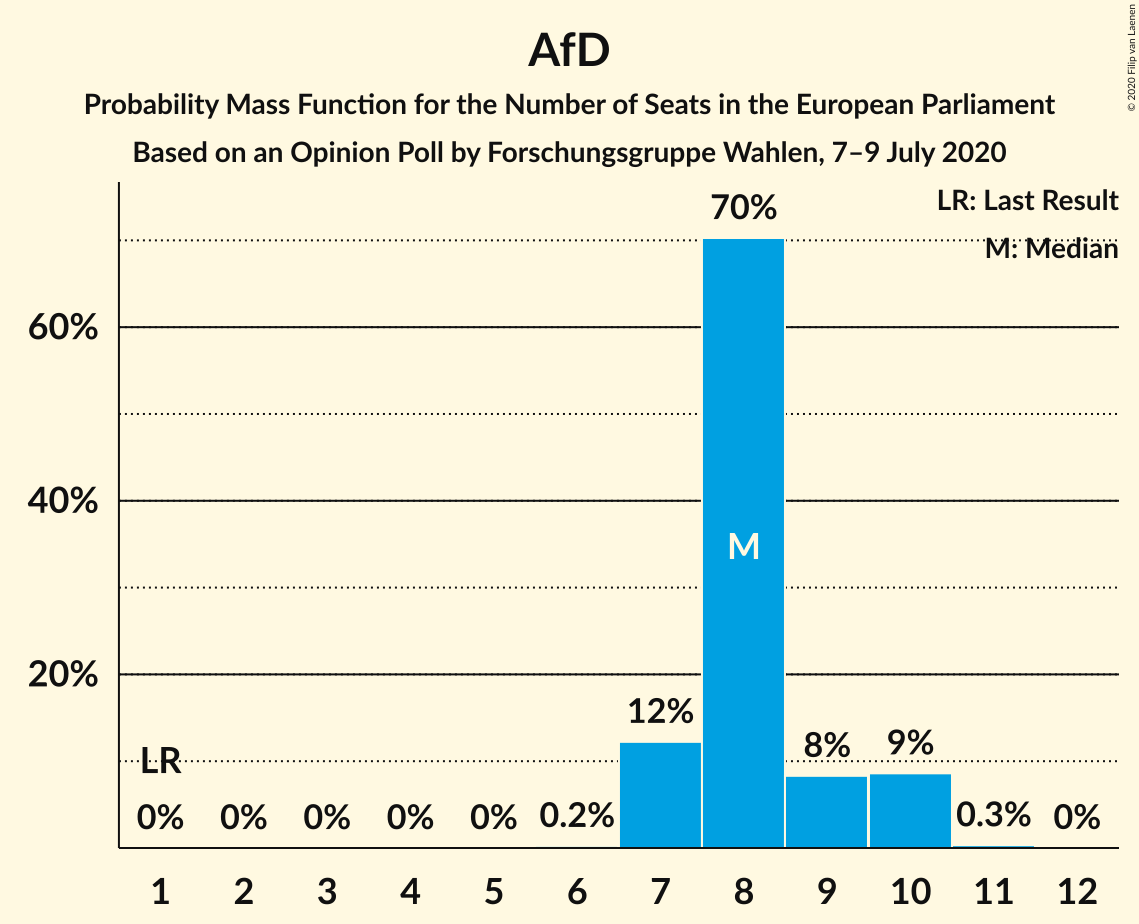 AfD
Probability Mass Function for the Number of Seats in the European Parliament
Based on an Opinion Poll by Forschungsgruppe Wahlen, 7–9 July 2020
© 2020 Filip van Laenen
LR: Last Result
M: Median
70%
60%
40%
M
20%
12%
8%
9%
LR
0%
0%
0%
0%
0%
0.2%
0.3%
0%
1 2 3 4 5 6 7 8 9 10 11 12